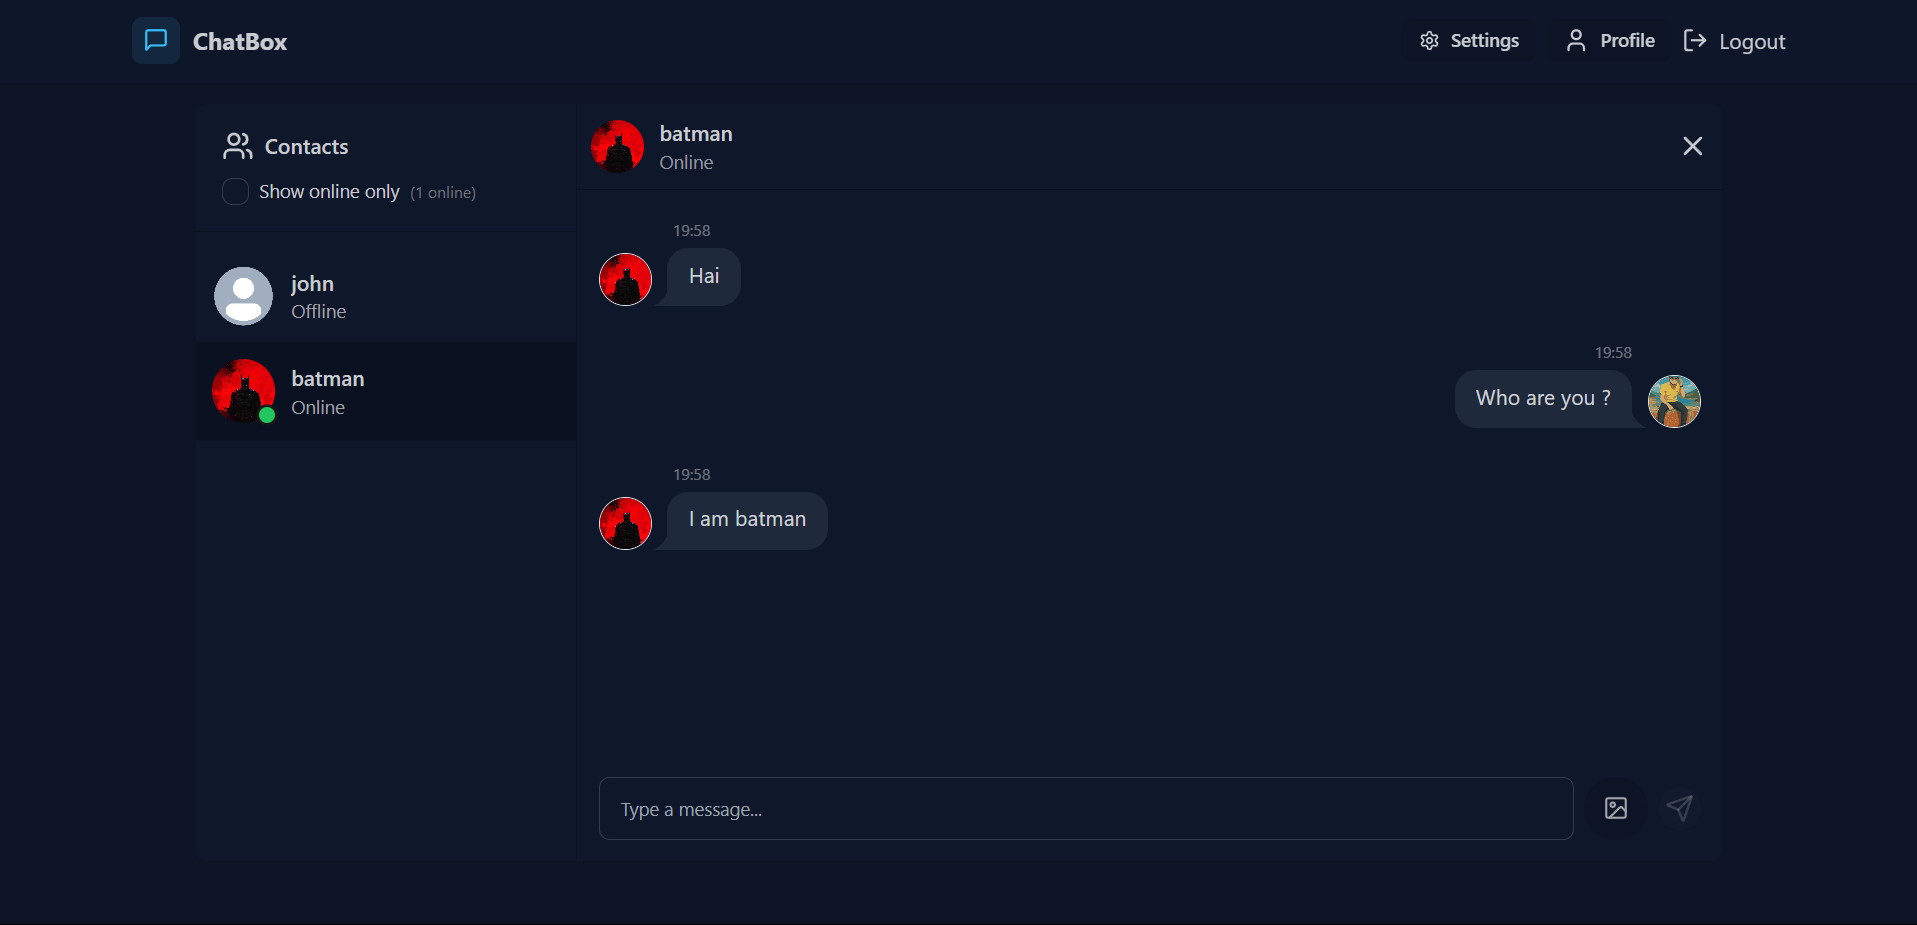 ChatBox
Settings
Profile
Logout
Contacts
Show online only (1 online)
john
Offline
batman
Online
batman
Online
19:58
Hai
19:58
Who are you ?
19:58
I am batman
Type a message...